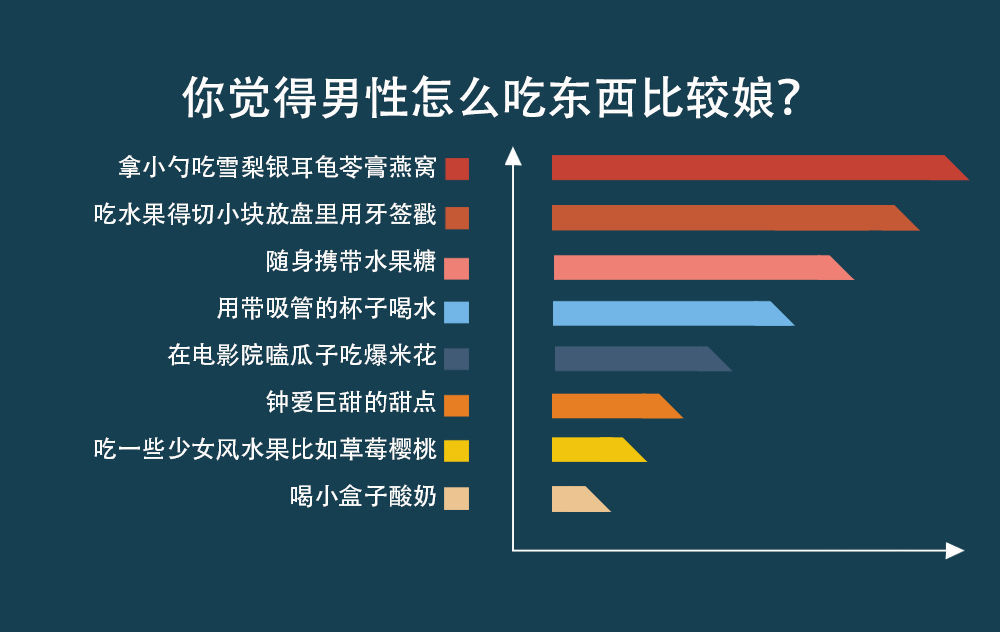 你觉得男性怎么吃东西比较娘？
拿小勺吃雪梨银耳龟苓膏燕窝
吃水果得切小块放盘里用牙签戳
随身携带水果糖
用带吸管的杯子喝水
在电影院嗑瓜子吃爆米花
钟爱巨甜的甜点
吃一些少女风水果比如草莓樱桃
喝小盒子酸奶